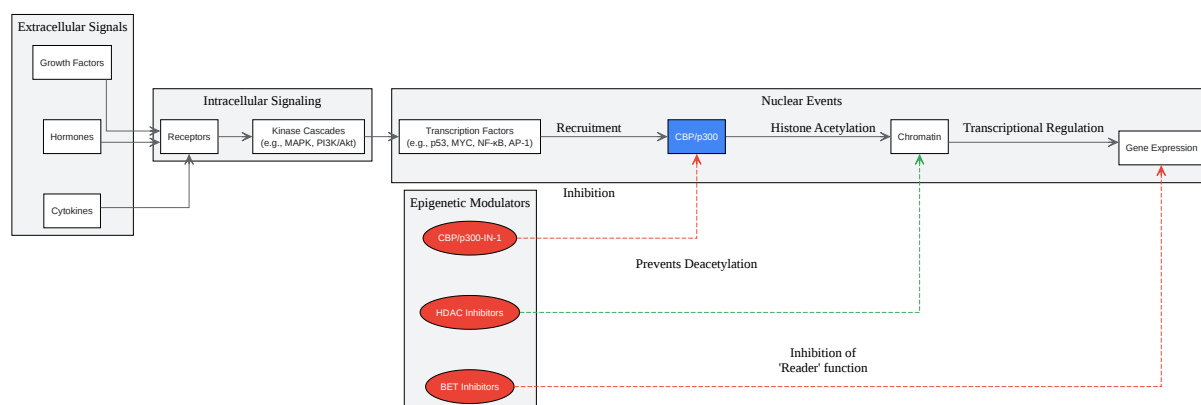 Extracellular Signals
Growth Factors
Hormones
Cytokines
Intracellular Signaling
Receptors
Kinase Cascades
(e.g., MAPK, PI3K/Akt)
Nuclear Events
Transcription Factors
(e.g., p53, MYC, NF-κB, AP-1)
Recruitment
CBP/p300
Histone Acetylation
Chromatin
Transcriptional Regulation
Gene Expression
Inhibition
Epigenetic Modulators
CBP/p300-IN-1
Prevents Deacetylation
HDAC Inhibitors
Inhibition of
'Reader' function
BET Inhibitors